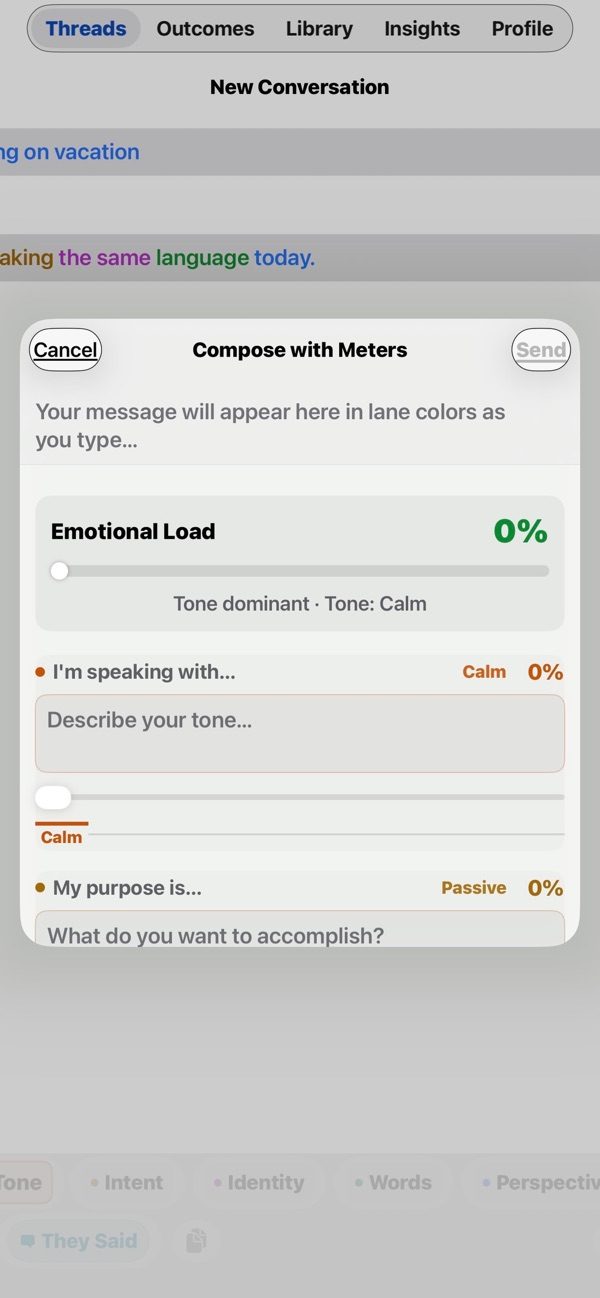 Threads Outcomes Library Insights Profile
New Conversation
ng on vacation
aking the same language today.
Cancel Compose with Meters Send
Your message will appear here in lane colors as
you type...
Emotional Load 0%
Tone dominant · Tone: Calm
I'm speaking with... Calm 0%
Describe your tone...
Calm
My purpose is... Passive 0%
What do you want to accomplish?
Tone Intent Identity Words Perspectiv
They Said